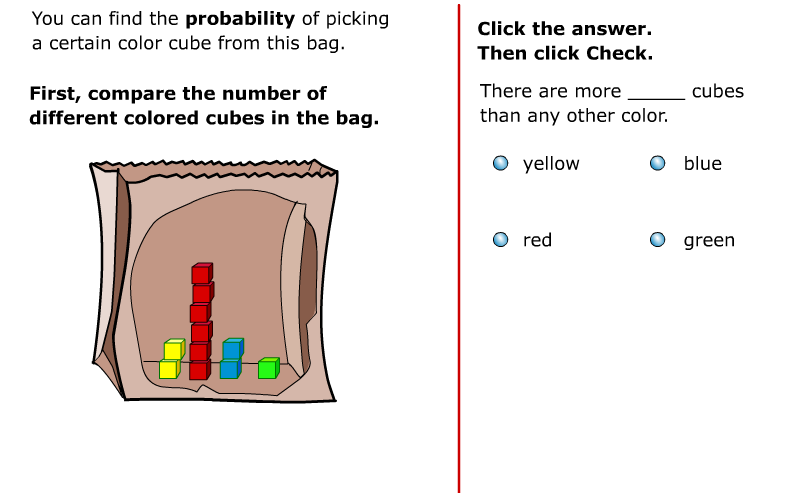 You can find the probability of picking
a certain color cube from this bag.
First, compare the number of
different colored cubes in the bag.
Click the answer.
Then click Check.
There are more ______ cubes
than any other color.
yellow
blue
red
green